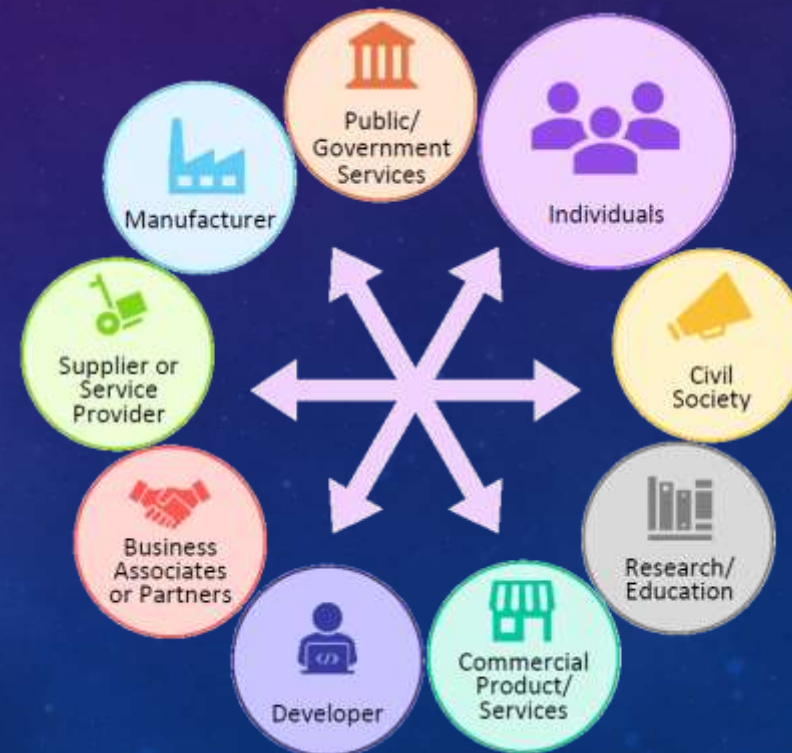 Public/
Government
Services
Individuals
Civil
Society
Research/
Education
Commercial
Product/
Services
Developer
</>
Business
Associates
or Partners
Supplier or
Service
Provider
Manufacturer